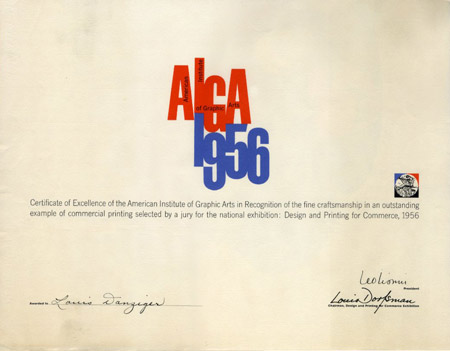 AIGA
American Institute
of Graphic Arts
1956
Certificate of Excellence of the American Institute of Graphic Arts in Recognition of the fine craftsmanship in an outstanding
example of commercial printing selected by a jury for the national exhibition: Design and Printing for Commerce, 1956
Leo Lionni
President
Awarded to Louis Danziger
Louis Dorfsman
Chairman, Design and Printing for Commerce Exhibition